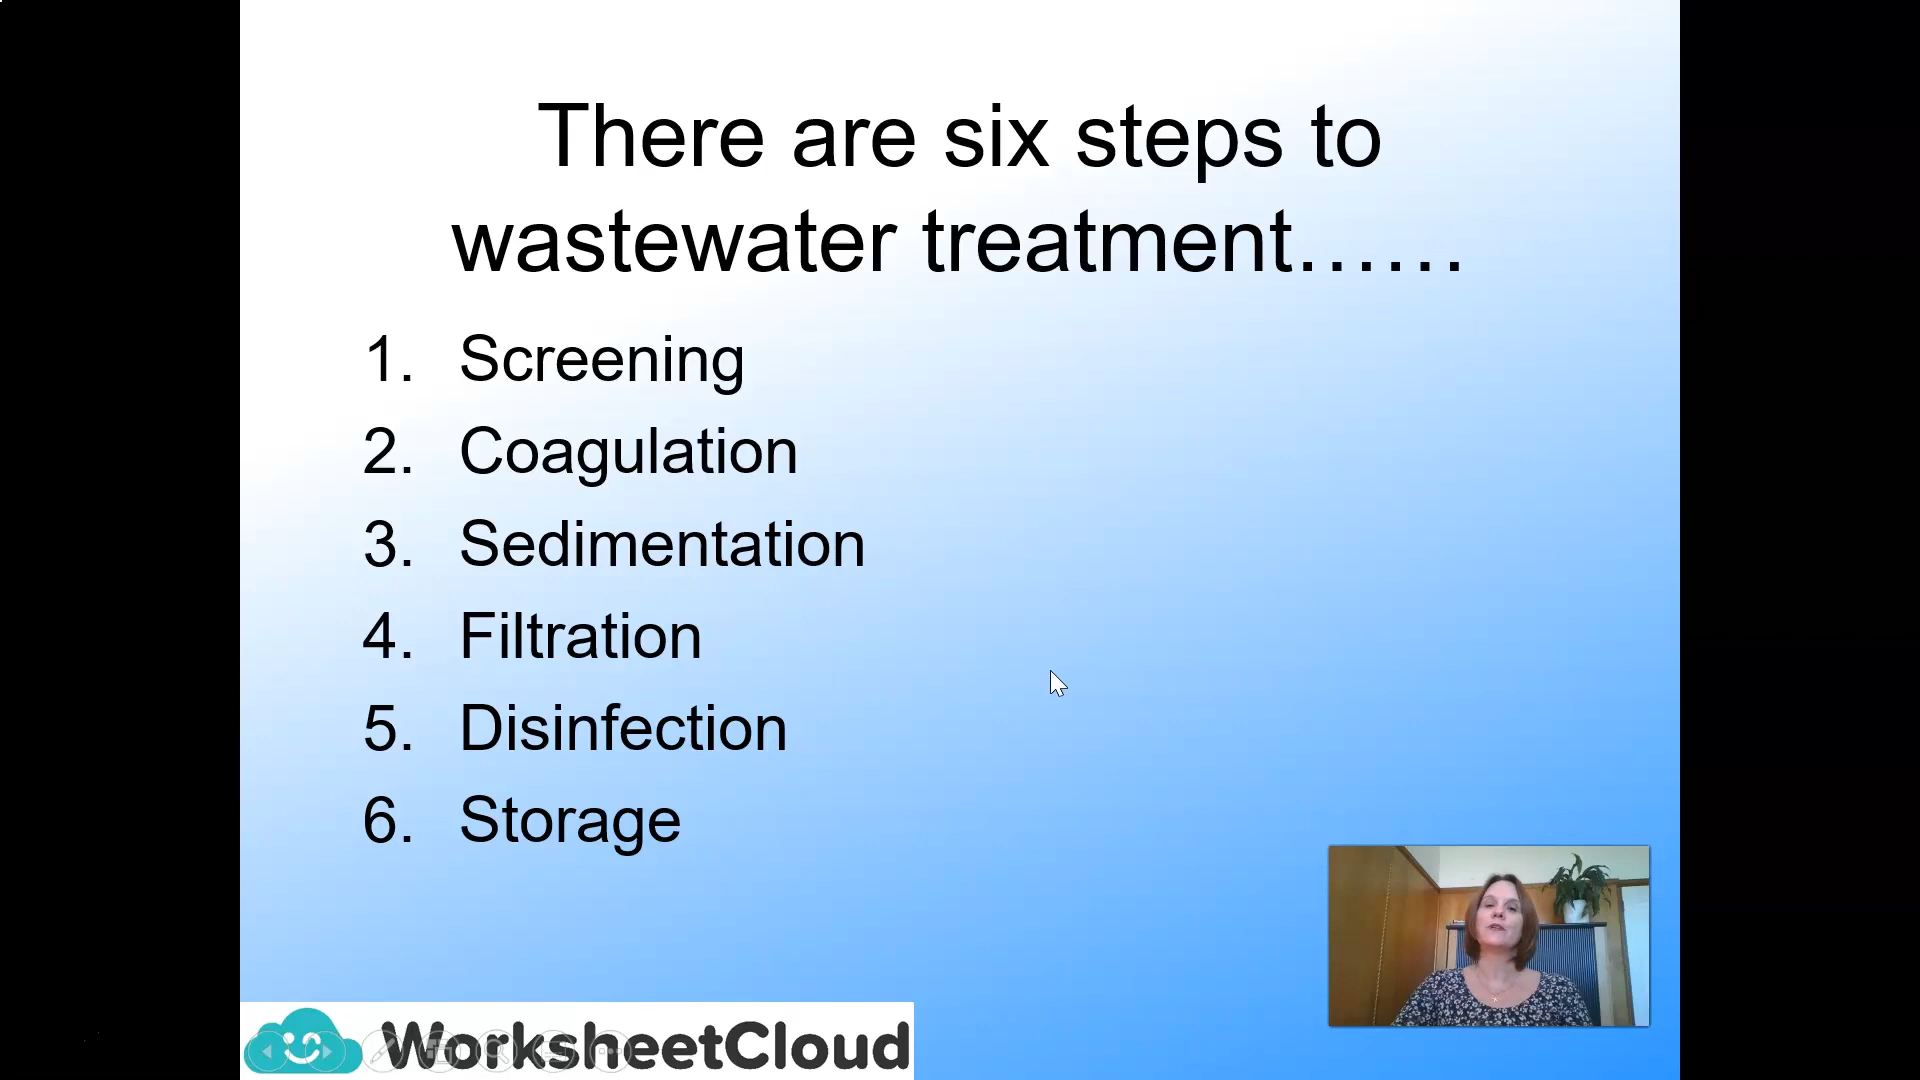 There are six steps to
wastewater treatment......
1. Screening
2. Coagulation
3. Sedimentation
4. Filtration
5. Disinfection
6. Storage
WorksheetCloud